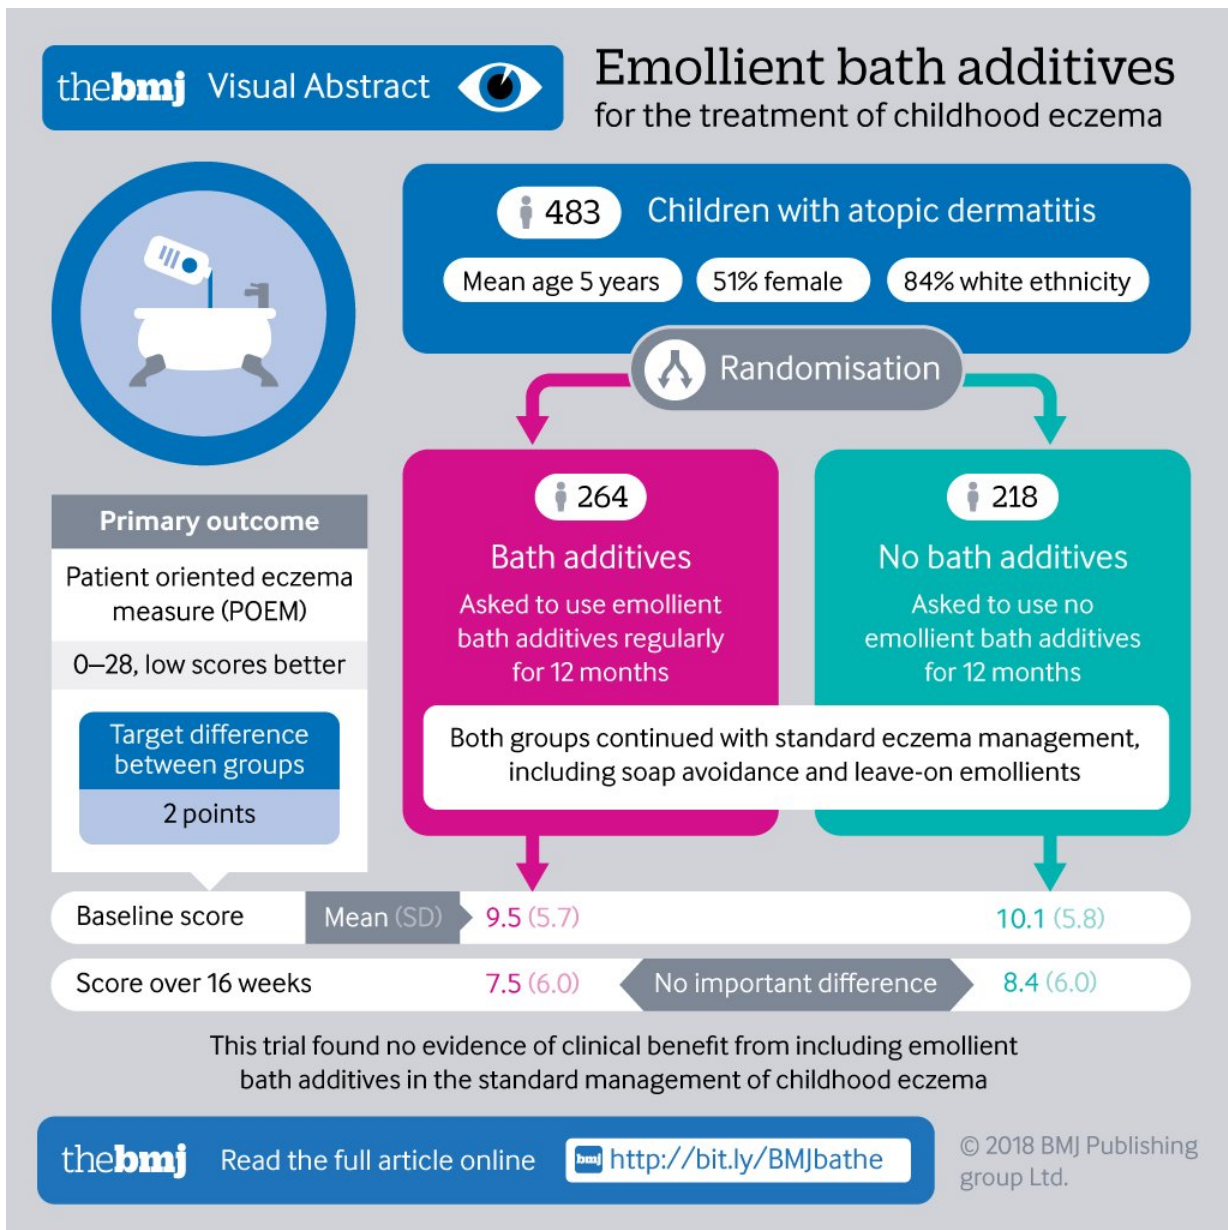 thebmj Visual Abstract
Emollient bath additives
for the treatment of childhood eczema
483 Children with atopic dermatitis
Mean age 5 years 51% female 84% white ethnicity
Randomisation
264
Bath additives
Asked to use emollient
bath additives regularly
for 12 months
218
No bath additives
Asked to use no
emollient bath additives
for 12 months
Both groups continued with standard eczema management,
including soap avoidance and leave-on emollients
Primary outcome
Patient oriented eczema
measure (POEM)
0–28, low scores better
Target difference
between groups
2 points
Baseline score Mean (SD) 9.5 (5.7) 10.1 (5.8)
Score over 16 weeks 7.5 (6.0) No important difference 8.4 (6.0)
This trial found no evidence of clinical benefit from including emollient
bath additives in the standard management of childhood eczema
thebmj Read the full article online bmj http://bit.ly/BMJbathe
© 2018 BMJ Publishing
group Ltd.